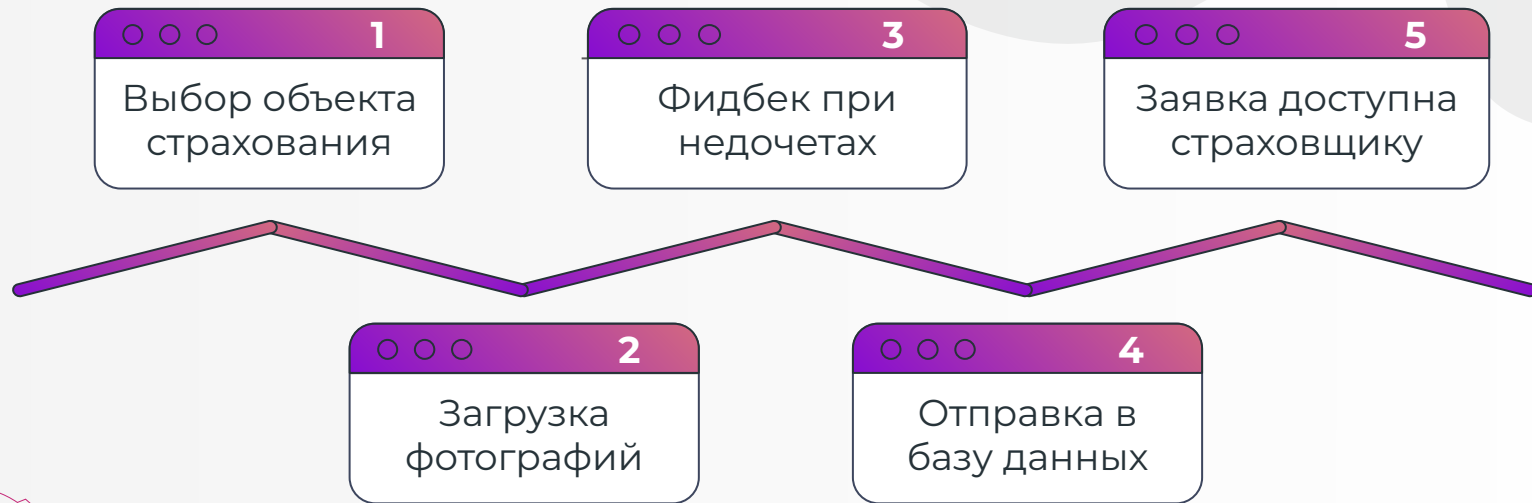 1
Выбор объекта
страхования
2
Загрузка
фотографий
3
Фидбек при
недочетах
4
Отправка в
базу данных
5
Заявка доступна
страховщику